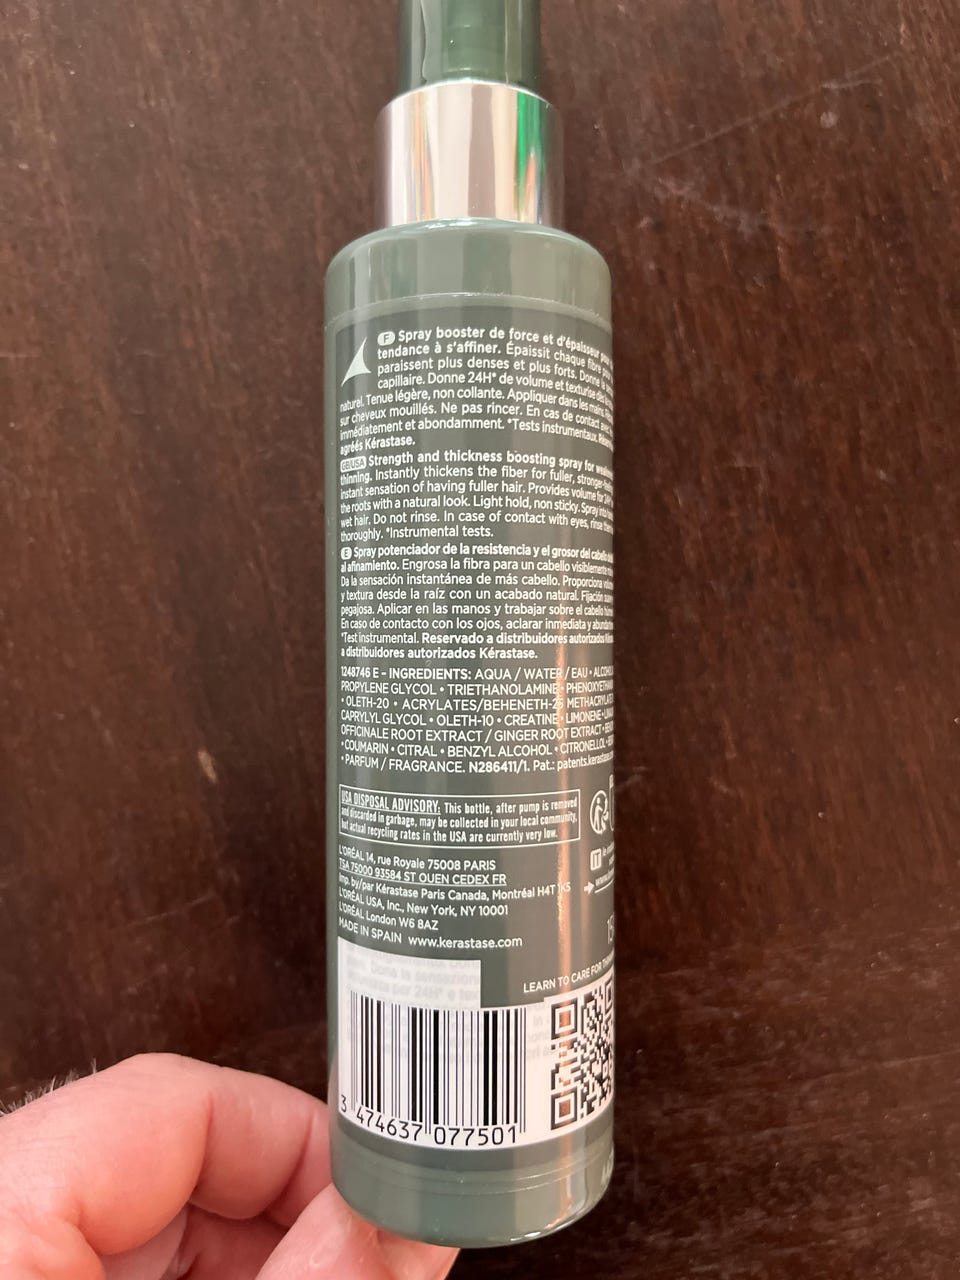 F Spray booster de force et d'épaisseur
tendance à s'affiner. Épaissit chaque fibre
paraissent plus denses et plus forts. Donne
capillaire. Donne 24H* de volume et texturise
naturel. Tenue légère, non collante. Appliquer dans les mains.
sur cheveux mouillés. Ne pas rincer. En cas de contact avec
immédiatement et abondamment. *Tests instrumentaux.
agréés Kérastase.
GB/USA Strength and thickness boosting spray for
thinning. Instantly thickens the fiber for fuller,
instant sensation of having fuller hair. Provides volume for
the roots with a natural look. Light hold, non sticky. Spray into
wet hair. Do not rinse. In case of contact with eyes, rinse
thoroughly. *Instrumental tests.
E Spray potenciador de la resistencia y el grosor del cabello
al afinamiento. Engrosa la fibra para un cabello
De la sensación instantánea de más cabello. Proporciona
y textura desde la raíz con un acabado natural. Fijación
pegajosa. Aplicar en las manos y trabajar sobre el cabello
En caso de contacto con los ojos, aclarar inmediata y
*Test instrumental. Reservado a distribuidores autorizados
a distribuidores autorizados Kérastase.
1248746 E - INGREDIENTS: AQUA / WATER / EAU •
PROPYLENE GLYCOL • TRIETHANOLAMINE •
• OLETH-20 • ACRYLATES/BEHENETH-25
CAPRYLYL GLYCOL • OLETH-10 • CREATINE • LIMONENE •
OFFICINALE ROOT EXTRACT / GINGER ROOT EXTRACT •
• COUMARIN • CITRAL • BENZYL ALCOHOL • CITRONELLOL •
• PARFUM / FRAGRANCE. N286411/1. Pat.:
USA DISPOSAL ADVISORY: This bottle, after pump is removed
and discarded in garbage, may be collected in your local community,
but actual recycling rates in the USA are currently very low.
IT
L'ORÉAL 14, rue Royale 75008 PARIS
TSA 75000 93584 ST OUEN CEDEX FR
Imp. by/par Kérastase Paris Canada, Montréal H4T 1K5
L'ORÉAL USA, Inc., New York, NY 10001
L'ORÉAL London W6 8AZ
MADE IN SPAIN www.kerastase.com
LEARN TO CARE FOR
3 474637 077501